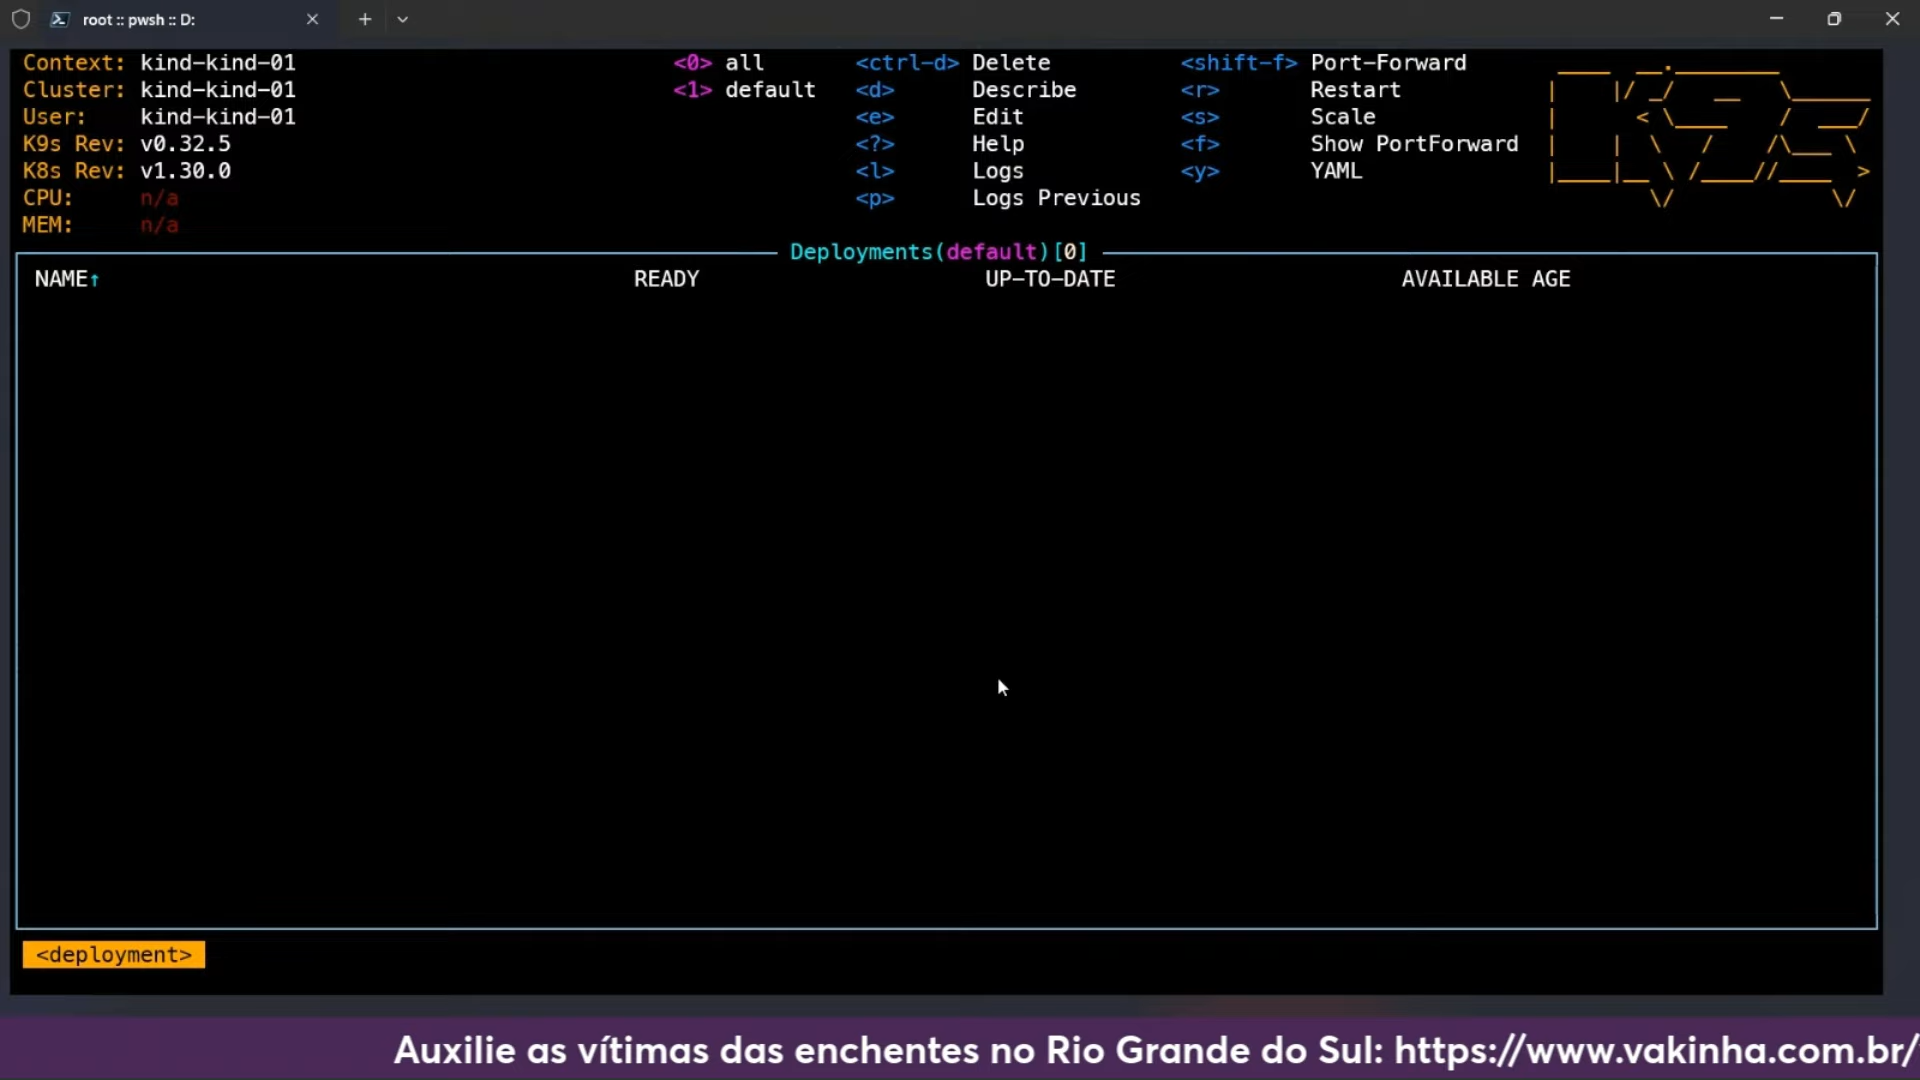 root :: pwsh :: D:
Context: kind-kind-01 <0> all <ctrl-d> Delete <shift-f> Port-Forward
Cluster: kind-kind-01 <1> default <d> Describe <r> Restart
User: kind-kind-01 <e> Edit <s> Scale
K9s Rev: v0.32.5 <?> Help <f> Show PortForward
K8s Rev: v1.30.0 <l> Logs <y> YAML
CPU: n/a <p> Logs Previous
MEM: n/a
Deployments(default)[0]
NAME↑ READY UP-TO-DATE AVAILABLE AGE
<deployment>
Auxilie as vítimas das enchentes no Rio Grande do Sul: https://www.vakinha.com.br/